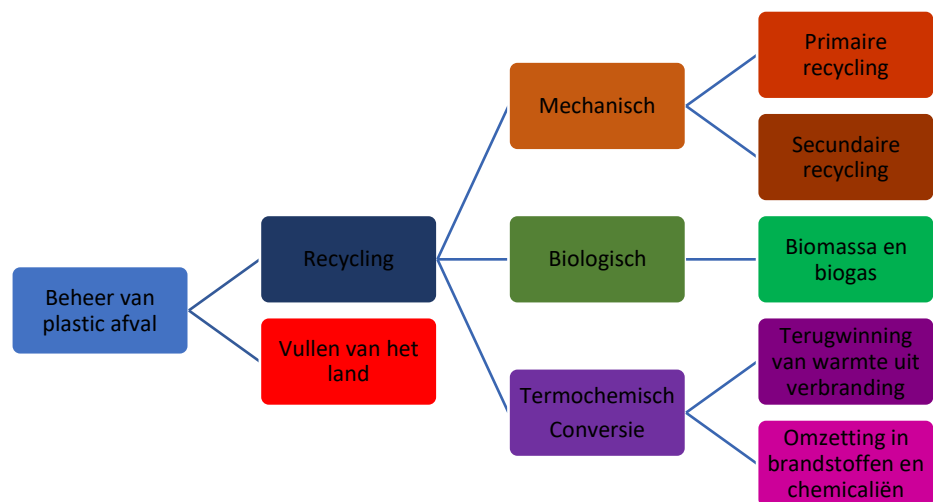 Beheer van
plastic afval
Recycling
Vullen van het
land
Mechanisch
Biologisch
Termochemisch
Conversie
Primaire
recycling
Secundaire
recycling
Biomassa en
biogas
Terugwinning
van warmte uit
verbranding
Omzetting in
brandstoffen en
chemicaliën